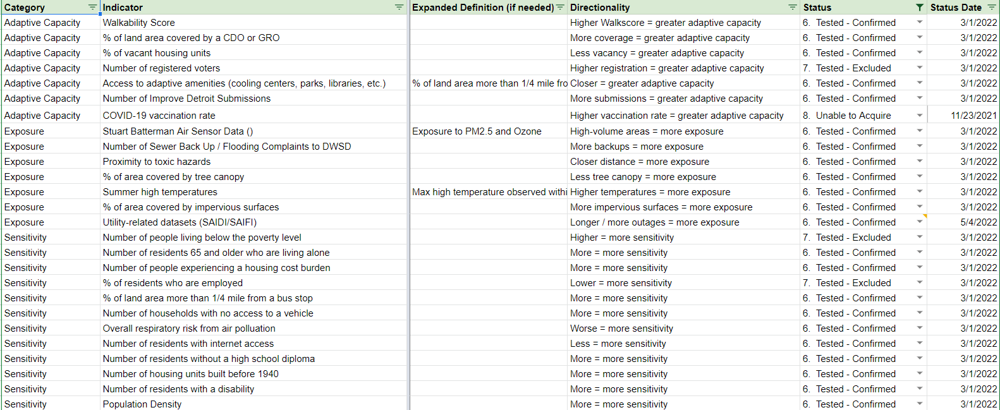 Category Indicator Expanded Definition (if needed) Directionality Status Status Date
Adaptive Capacity Walkability Score Higher Walkscore = greater adaptive capacity 6. Tested - Confirmed 3/1/2022
Adaptive Capacity % of land area covered by a CDO or GRO More coverage = greater adaptive capacity 6. Tested - Confirmed 3/1/2022
Adaptive Capacity % of vacant housing units Less vacancy = greater adaptive capacity 6. Tested - Confirmed 3/1/2022
Adaptive Capacity Number of registered voters Higher registration = greater adaptive capacity 7. Tested - Excluded 3/1/2022
Adaptive Capacity Access to adaptive amenities (cooling centers, parks, libraries, etc.) % of land area more than 1/4 mile fro Closer = greater adaptive capacity 6. Tested - Confirmed 3/1/2022
Adaptive Capacity Number of Improve Detroit Submissions More submissions = greater adaptive capacity 6. Tested - Confirmed 3/1/2022
Adaptive Capacity COVID-19 vaccination rate Higher vaccination rate = greater adaptive capacity 8. Unable to Acquire 11/23/2021
Exposure Stuart Batterman Air Sensor Data () Exposure to PM2.5 and Ozone High-volume areas = more exposure 6. Tested - Confirmed 3/1/2022
Exposure Number of Sewer Back Up / Flooding Complaints to DWSD More backups = more exposure 6. Tested - Confirmed 3/1/2022
Exposure Proximity to toxic hazards Closer distance = more exposure 6. Tested - Confirmed 3/1/2022
Exposure % of area covered by tree canopy Less tree canopy = more exposure 6. Tested - Confirmed 3/1/2022
Exposure Summer high temperatures Max high temperature observed withi Higher temperatures = more exposure 6. Tested - Confirmed 3/1/2022
Exposure % of area covered by impervious surfaces More impervious surfaces = more exposure 6. Tested - Confirmed 3/1/2022
Exposure Utility-related datasets (SAIDI/SAIFI) Longer / more outages = more exposure 6. Tested - Confirmed 5/4/2022
Sensitivity Number of people living below the poverty level Higher = more sensitivity 7. Tested - Excluded 3/1/2022
Sensitivity Number of residents 65 and older who are living alone More = more sensitivity 6. Tested - Confirmed 3/1/2022
Sensitivity Number of people experiencing a housing cost burden More = more sensitivity 6. Tested - Confirmed 3/1/2022
Sensitivity % of residents who are employed Lower = more sensitivity 7. Tested - Excluded 3/1/2022
Sensitivity % of land area more than 1/4 mile from a bus stop More = more sensitivity 6. Tested - Confirmed 3/1/2022
Sensitivity Number of households with no access to a vehicle More = more sensitivity 6. Tested - Confirmed 3/1/2022
Sensitivity Overall respiratory risk from air polluation Worse = more sensitivity 6. Tested - Confirmed 3/1/2022
Sensitivity Number of residents with internet access Less = more sensitivity 6. Tested - Confirmed 3/1/2022
Sensitivity Number of residents without a high school diploma More = more sensitivity 6. Tested - Confirmed 3/1/2022
Sensitivity Number of housing units built before 1940 More = more sensitivity 6. Tested - Confirmed 3/1/2022
Sensitivity Number of residents with a disability More = more sensitivity 6. Tested - Confirmed 3/1/2022
Sensitivity Population Density More = more sensitivity 6. Tested - Confirmed 3/1/2022